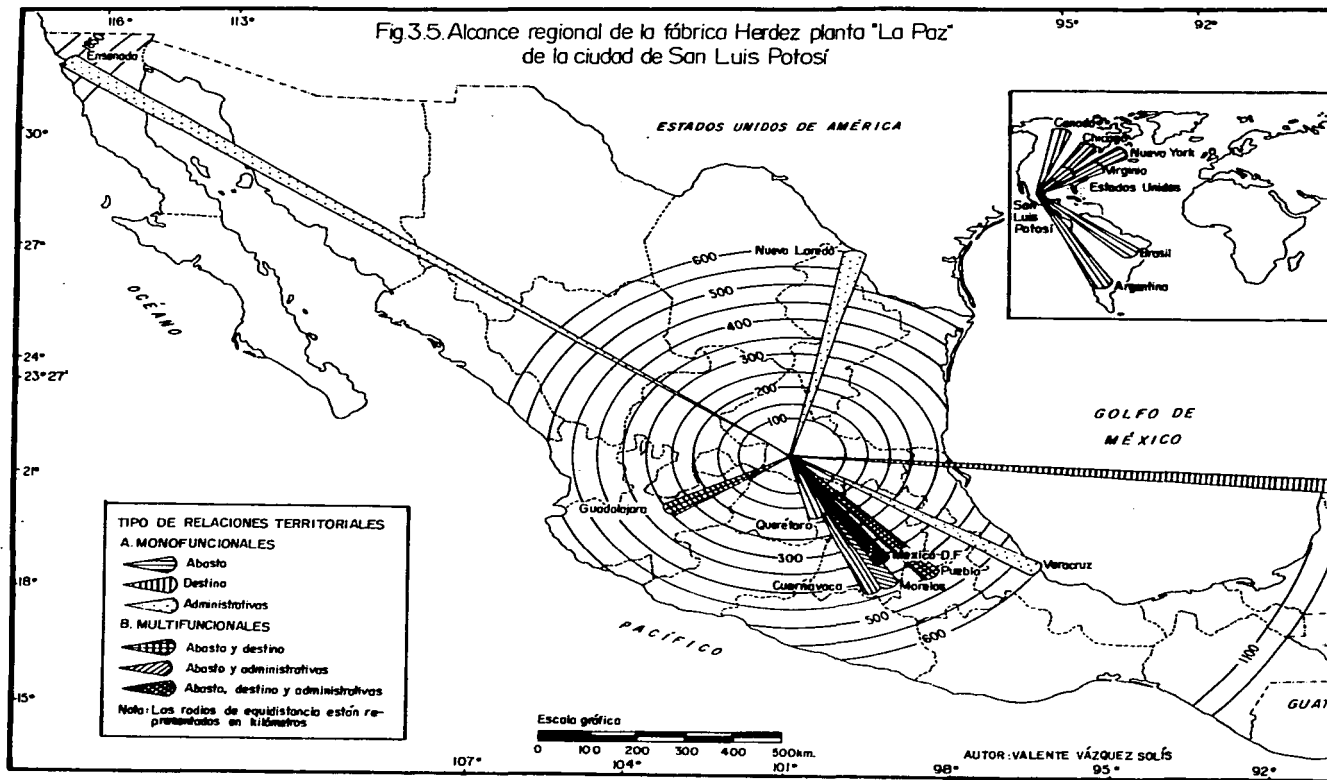 116° 113° 95° 92°
Fig.3.5. Alcance regional de la fábrica Herdez planta "La Paz"
de la ciudad de San Luis Potosí
Ensenada
30°
ESTADOS UNIDOS DE AMÉRICA
Canada
Chicago
Nueva York
Virginia
Estados Unidos
San
Luis
Potosí
Brasil
Argentina
27°
Nuevo Laredo
600
500
400
300
200
100
OCÉANO
24°
23°27'
GOLFO DE
MÉXICO
21°
Guadalajara
Querétaro
300
México D.F
Puebla
Veracruz
Cuernavaca
Morelos
18°
500
600
1100
PACÍFICO
15°
GUAT
TIPO DE RELACIONES TERRITORIALES
A. MONOFUNCIONALES
Abasto
Destino
Administrativas
B. MULTIFUNCIONALES
Abasto y destino
Abasto y administrativas
Abasto, destino y administrativas
Nota: Los radios de equidistancia están re-
presentados en kilómetros
Escala gráfica
0 100 200 300 400 500km.
AUTOR: VALENTE VÁZQUEZ SOLÍS
107° 104° 101° 98° 95° 92°